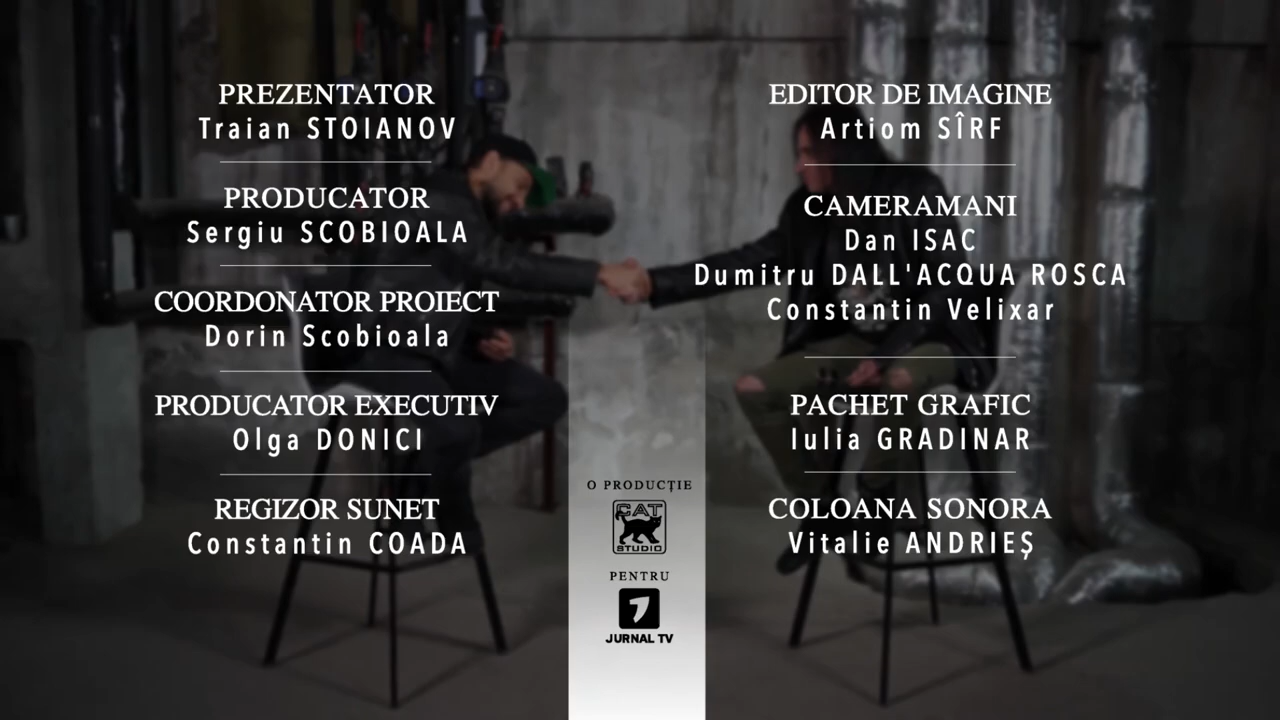 PREZENTATOR
Traian STOIANOV
PRODUCATOR
Sergiu SCOBIOALA
COORDONATOR PROIECT
Dorin Scobioala
PRODUCATOR EXECUTIV
Olga DONICI
REGIZOR SUNET
Constantin COADA
EDITOR DE IMAGINE
Artiom SÎRF
CAMERAMANI
Dan ISAC
Dumitru DALL'ACQUA ROSCA
Constantin Velixar
PACHET GRAFIC
Iulia GRADINAR
COLOANA SONORA
Vitalie ANDRIEȘ
O PRODUCȚIE
CAT
STUDIO
PENTRU
JURNAL TV